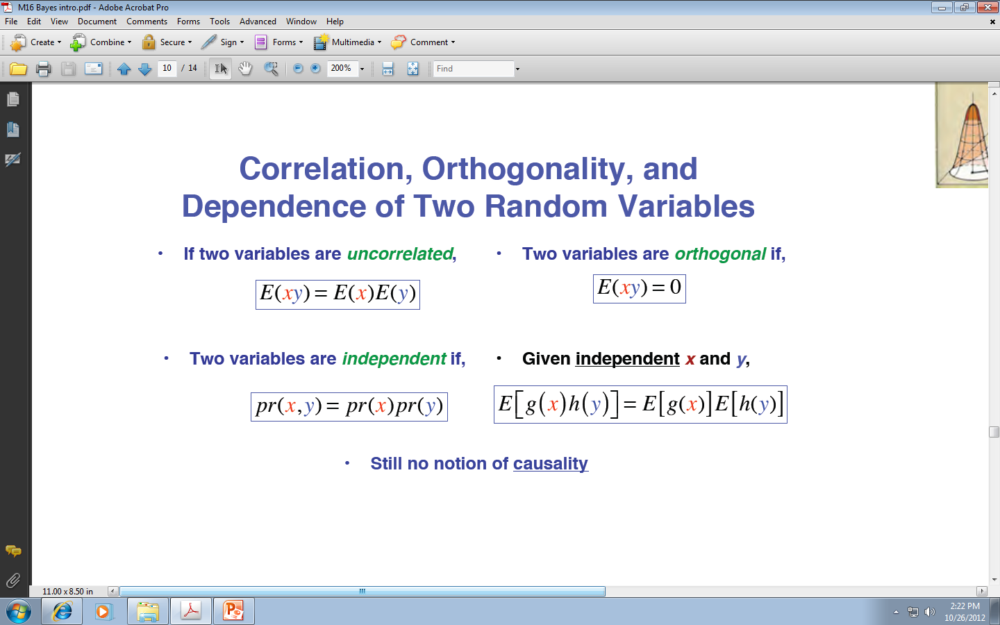 M16 Bayes intro.pdf - Adobe Acrobat Pro
File Edit View Document Comments Forms Tools Advanced Window Help
Create Combine Secure Sign Forms Multimedia Comment
10 / 14 200% Find
Correlation, Orthogonality, and
Dependence of Two Random Variables
• If two variables are uncorrelated,
E(xy) = E(x)E(y)
• Two variables are orthogonal if,
E(xy) = 0
• Two variables are independent if,
pr(x,y) = pr(x)pr(y)
• Given independent x and y,
E[g(x)h(y)] = E[g(x)]E[h(y)]
• Still no notion of causality
11.00 x 8.50 in
2:22 PM
10/26/2012